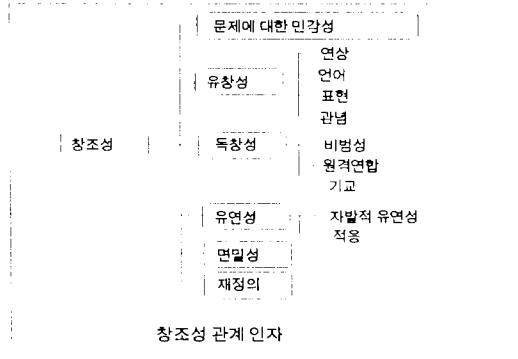 문제에 대한 민감성
연상
유창성
언어
표현
관념
창조성
독창성
비범성
원격연합
기교
유연성
자발적 유연성
적응
면밀성
재정의
창조성 관계 인자